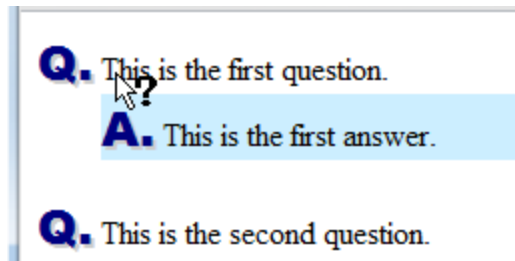 Q. This is the first question.
A. This is the first answer.
Q. This is the second question.